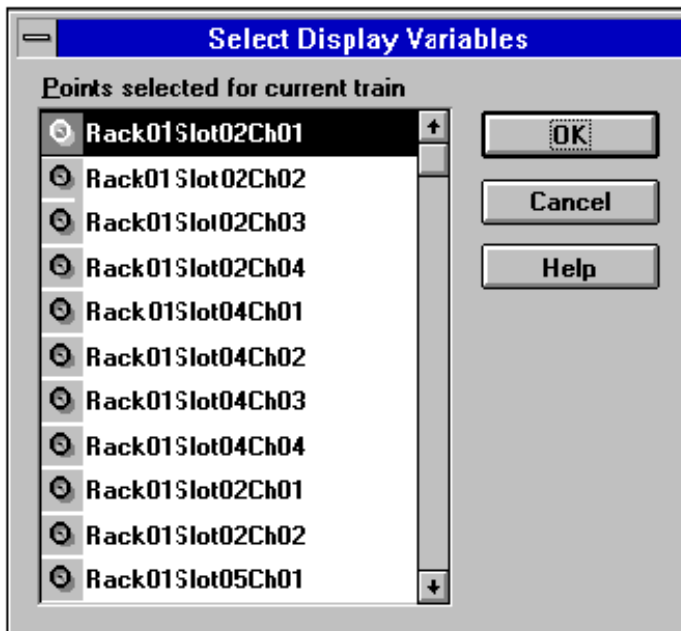 Select Display Variables
Points selected for current train
Rack01Slot02Ch01
Rack01Slot02Ch02
Rack01Slot02Ch03
Rack01Slot02Ch04
Rack01Slot04Ch01
Rack01Slot04Ch02
Rack01Slot04Ch03
Rack01Slot04Ch04
Rack01Slot02Ch01
Rack01Slot02Ch02
Rack01Slot05Ch01
OK
Cancel
Help